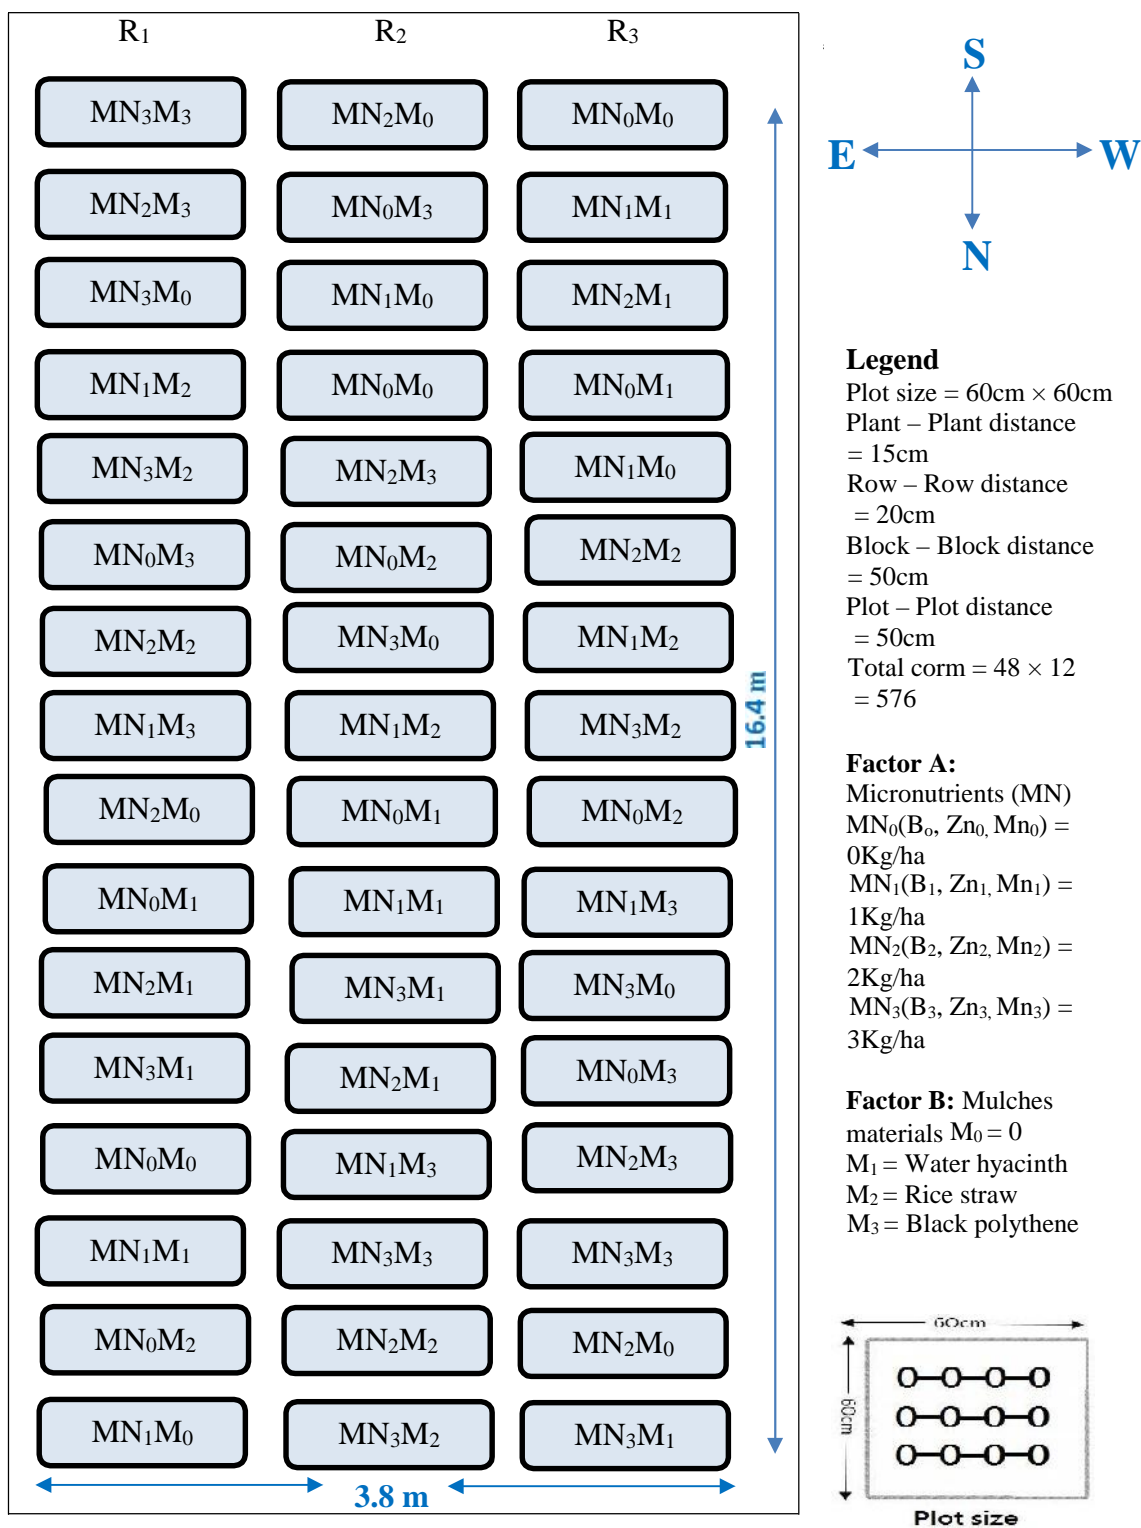 R₁ R₂ R₃
MN₃M₃ MN₂M₀ MN₀M₀
MN₂M₃ MN₀M₃ MN₁M₁
MN₃M₀ MN₁M₀ MN₂M₁
MN₁M₂ MN₀M₀ MN₀M₁
MN₃M₂ MN₂M₃ MN₁M₀
MN₀M₃ MN₀M₂ MN₂M₂
MN₂M₂ MN₃M₀ MN₁M₂
MN₁M₃ MN₁M₂ MN₃M₂
MN₂M₀ MN₀M₁ MN₀M₂
MN₀M₁ MN₁M₁ MN₁M₃
MN₂M₁ MN₃M₁ MN₃M₀
MN₃M₁ MN₂M₁ MN₀M₃
MN₀M₀ MN₁M₃ MN₂M₃
MN₁M₁ MN₃M₃ MN₃M₃
MN₀M₂ MN₂M₂ MN₂M₀
MN₁M₀ MN₃M₂ MN₃M₁
3.8 m
16.4 m
S
E W
N
Legend
Plot size = 60cm × 60cm
Plant – Plant distance
= 15cm
Row – Row distance
= 20cm
Block – Block distance
= 50cm
Plot – Plot distance
= 50cm
Total corm = 48 × 12
= 576
Factor A:
Micronutrients (MN)
MN₀(Bₒ, Zn₀, Mn₀) =
0Kg/ha
MN₁(B₁, Zn₁, Mn₁) =
1Kg/ha
MN₂(B₂, Zn₂, Mn₂) =
2Kg/ha
MN₃(B₃, Zn₃, Mn₃) =
3Kg/ha
Factor B: Mulches
materials M₀ = 0
M₁ = Water hyacinth
M₂ = Rice straw
M₃ = Black polythene
60cm
60cm
Plot size